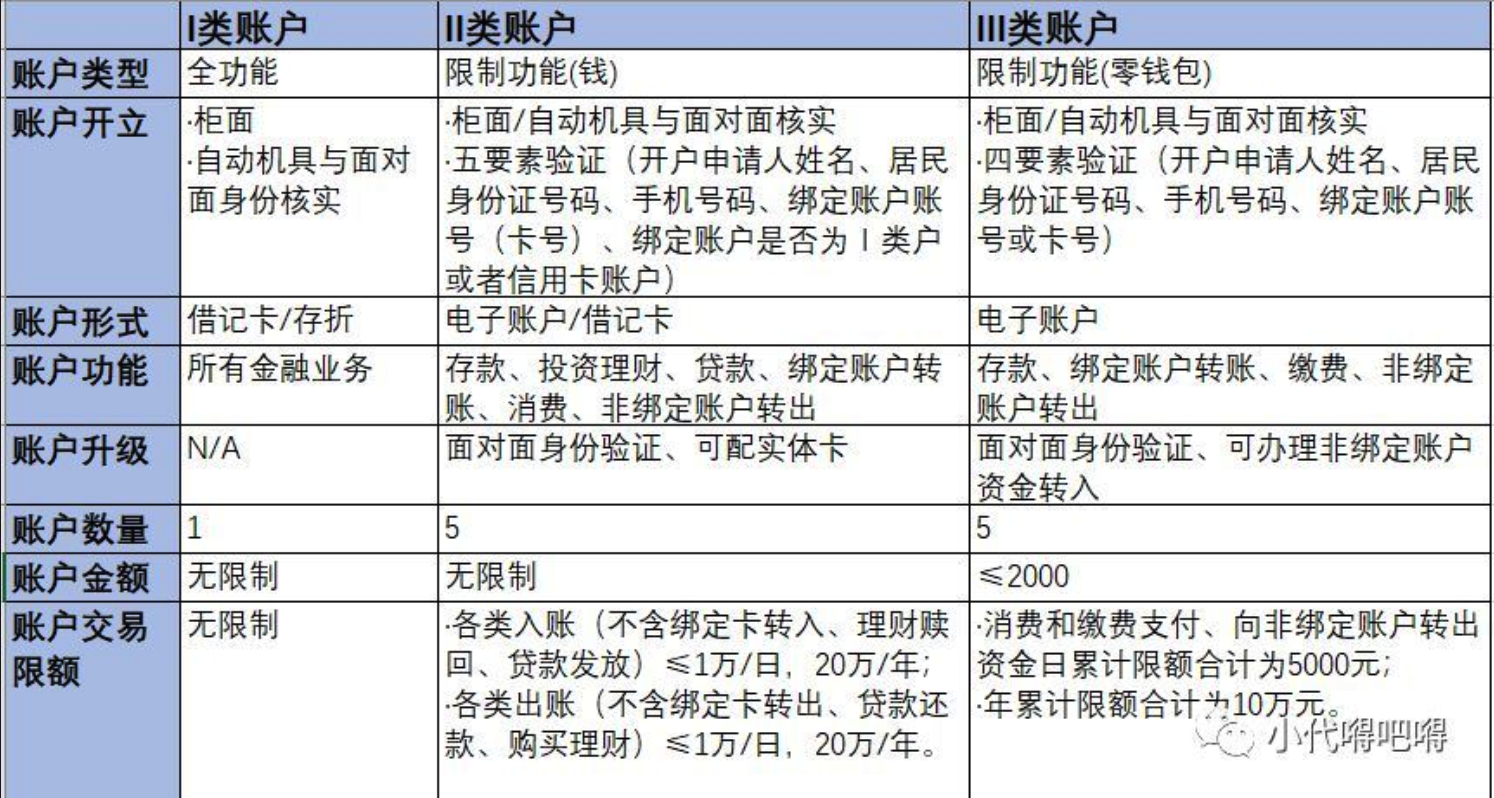 I类账户
II类账户
III类账户
账户类型
全功能
限制功能(钱)
限制功能(零钱包)
账户开立
·柜面
·自动机具与面对
面身份核实
·柜面/自动机具与面对面核实
·五要素验证（开户申请人姓名、居民
身份证号码、手机号码、绑定账户账
号（卡号）、绑定账户是否为Ⅰ类户
或者信用卡账户）
·柜面/自动机具与面对面核实
·四要素验证（开户申请人姓名、居民
身份证号码、手机号码、绑定账户账
号或卡号）
账户形式
借记卡/存折
电子账户/借记卡
电子账户
账户功能
所有金融业务
存款、投资理财、贷款、绑定账户转
账、消费、非绑定账户转出
存款、绑定账户转账、缴费、非绑定
账户转出
账户升级
N/A
面对面身份验证、可配实体卡
面对面身份验证、可办理非绑定账户
资金转入
账户数量
1
5
5
账户金额
无限制
无限制
≤2000
账户交易
限额
无限制
·各类入账（不含绑定卡转入、理财赎
回、贷款发放）≤1万/日，20万/年；
·各类出账（不含绑定卡转出、贷款还
款、购买理财）≤1万/日，20万/年。
·消费和缴费支付、向非绑定账户转出
资金日累计限额合计为5000元；
·年累计限额合计为10万元。
小代嘚吧嘚